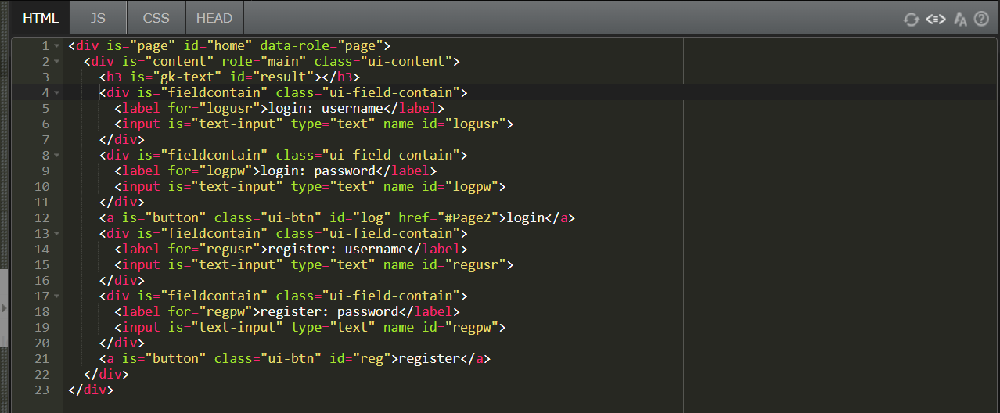 HTML JS CSS HEAD
1 <div is="page" id="home" data-role="page">
2 <div is="content" role="main" class="ui-content">
3 <h3 is="gk-text" id="result"></h3>
4 <div is="fieldcontain" class="ui-field-contain">
5 <label for="logusr">login: username</label>
6 <input is="text-input" type="text" name id="logusr">
7 </div>
8 <div is="fieldcontain" class="ui-field-contain">
9 <label for="logpw">login: password</label>
10 <input is="text-input" type="text" name id="logpw">
11 </div>
12 <a is="button" class="ui-btn" id="log" href="#Page2">login</a>
13 <div is="fieldcontain" class="ui-field-contain">
14 <label for="regusr">register: username</label>
15 <input is="text-input" type="text" name id="regusr">
16 </div>
17 <div is="fieldcontain" class="ui-field-contain">
18 <label for="regpw">register: password</label>
19 <input is="text-input" type="text" name id="regpw">
20 </div>
21 <a is="button" class="ui-btn" id="reg">register</a>
22 </div>
23 </div>